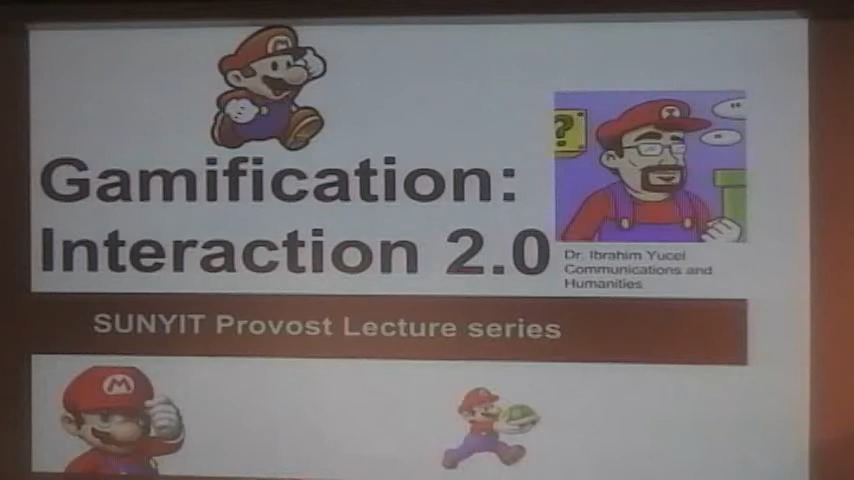 Gamification:
Interaction 2.0
Dr. Ibrahim Yucel
Communications and
Humanities
SUNYIT Provost Lecture series
M
M
?